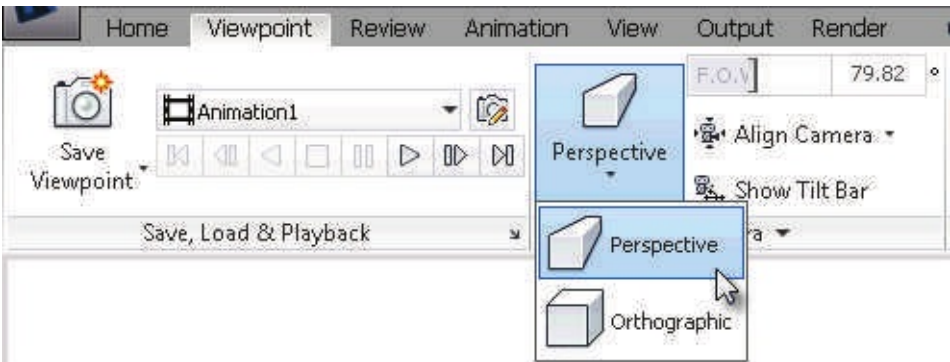 Home Viewpoint Review Animation View Output Render
Save Viewpoint
Animation1
Save, Load & Playback
Perspective
F.O.V 79.82 °
Align Camera
Show Tilt Bar
ra
Perspective
Orthographic